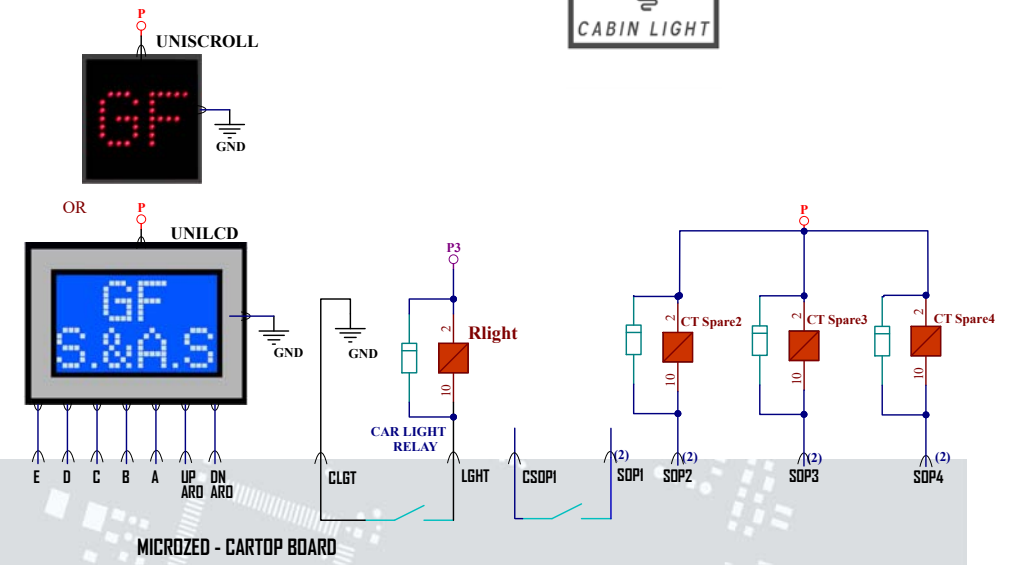 CABIN LIGHT
P
UNISCROLL
GF
GND
OR
P
UNILCD
GF
S.&A.S
GND
GND
P3
2
Rlight
10
CAR LIGHT
RELAY
P
2
CT Spare2
10
2
CT Spare3
10
2
CT Spare4
10
E D C B A UP ARO DN ARO
CLGT
LGHT
CSOP1
(2)
SOP1
(2)
SOP2
(2)
SOP3
(2)
SOP4
MICROZED - CARTOP BOARD